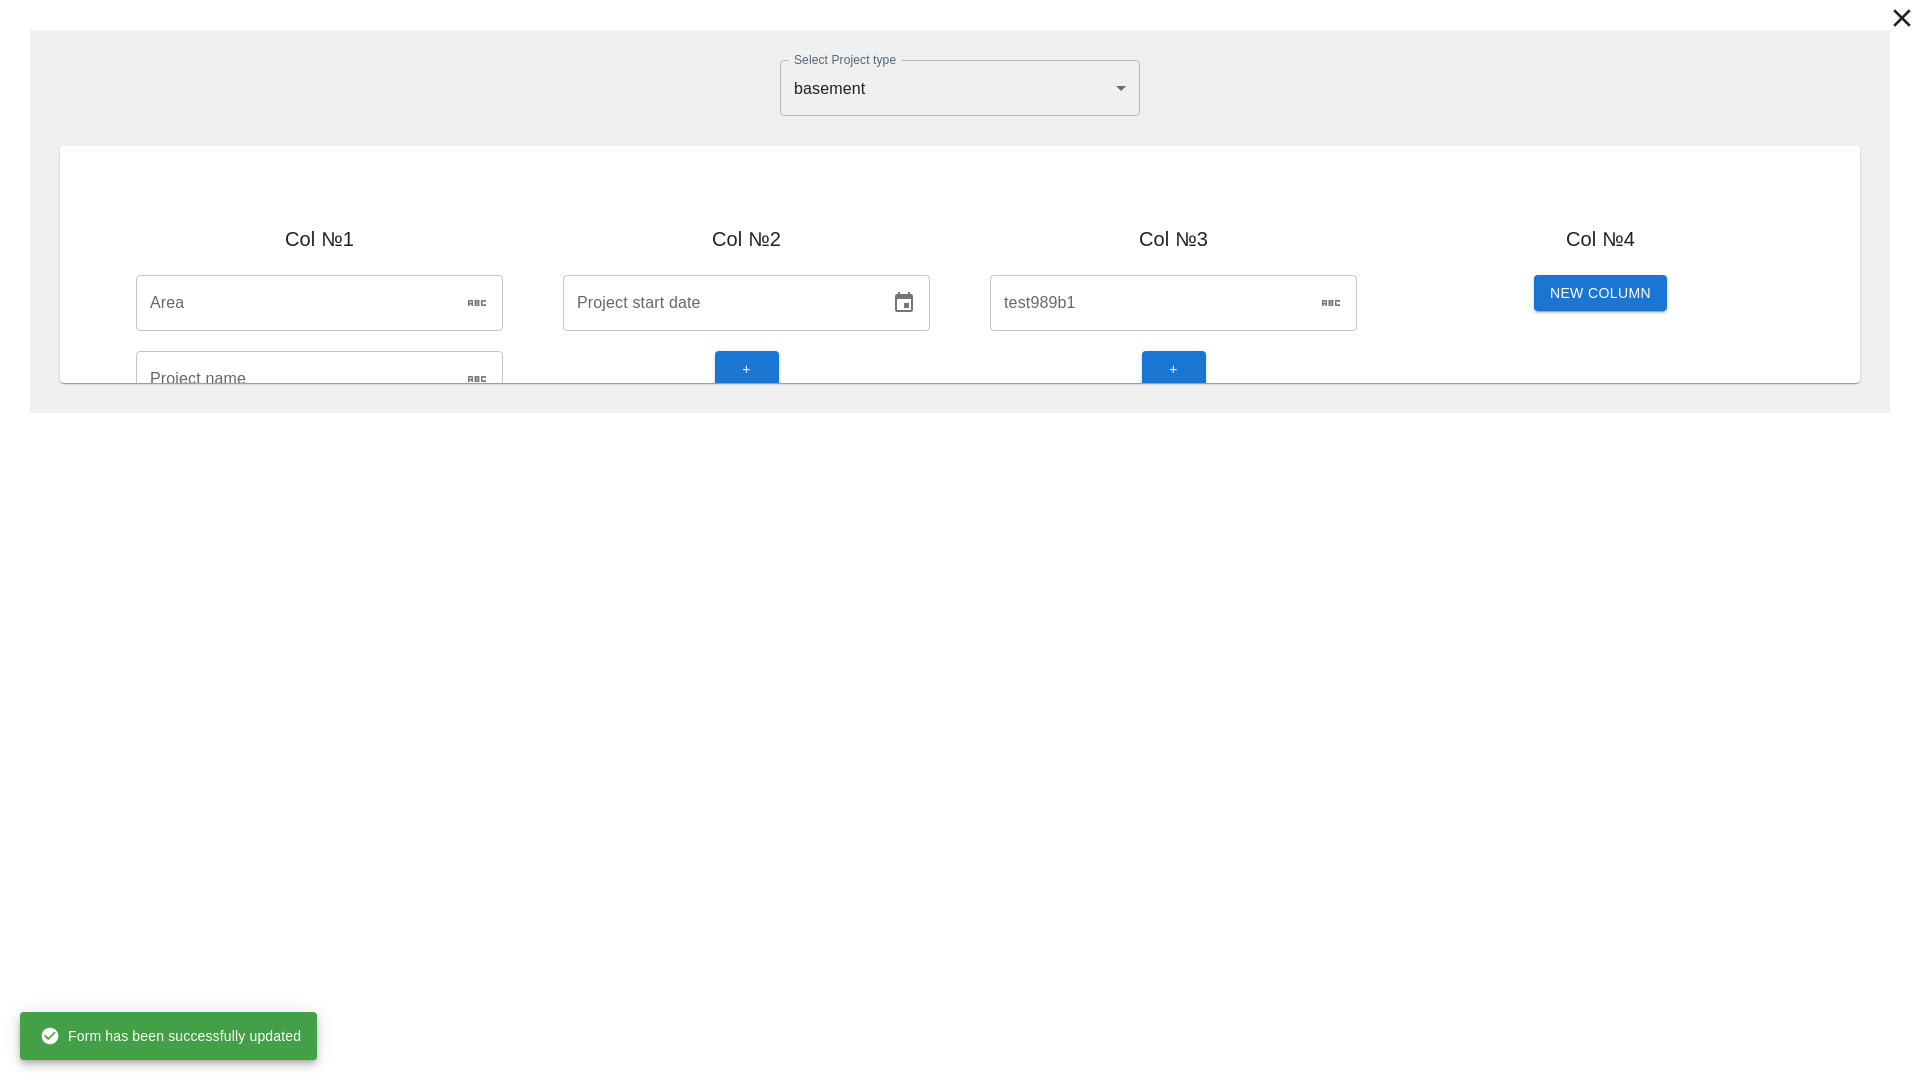 Select Project type
basement
Col №1
Col №2
Col №3
Col №4
Area
ABC
Project start date
test989b1
ABC
NEW COLUMN
Project name
ABC
+
+
Form has been successfully updated